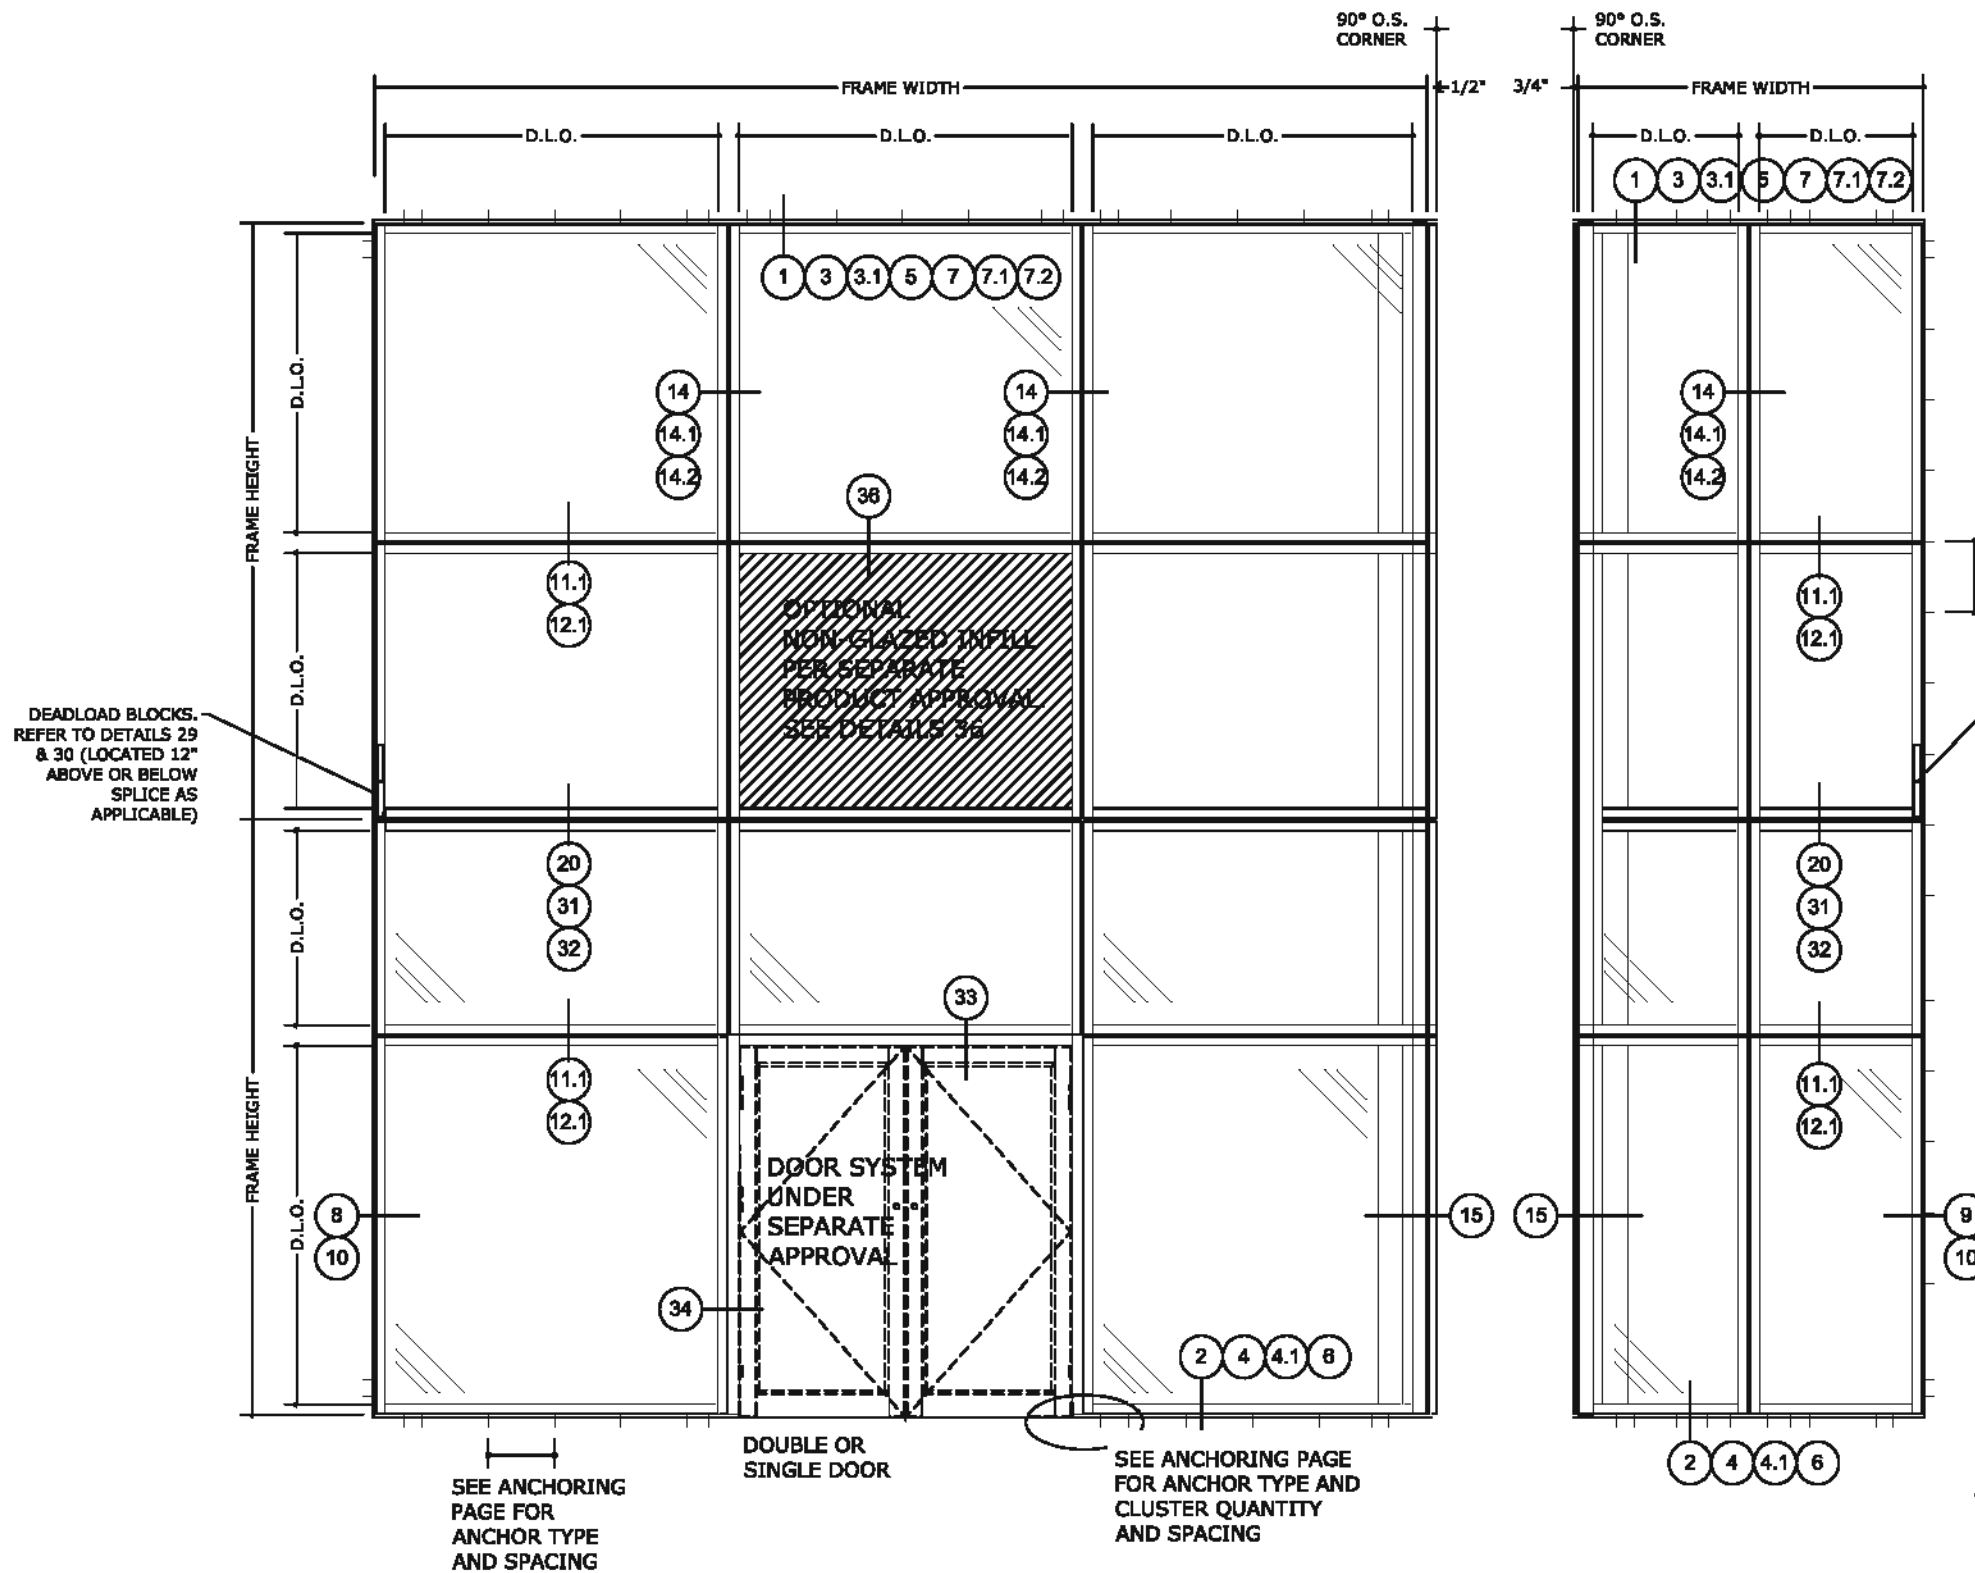 90° O.S.
CORNER
90° O.S.
CORNER
FRAME WIDTH
1/2"
3/4"
FRAME WIDTH
D.L.O.
D.L.O.
D.L.O.
D.L.O.
D.L.O.
1 3 3.1 5 7 7.1 7.2
1 3 3.1 5 7 7.1 7.2
D.L.O.
FRAME HEIGHT
14
14.1
14.2
14
14.1
14.2
14
14.1
14.2
36
11.1
12.1
11.1
12.1
OPTIONAL
NON-GLAZED INFILL
PER SEPARATE
PRODUCT APPROVAL.
SEE DETAILS 36
D.L.O.
DEADLOAD BLOCKS.
REFER TO DETAILS 29
& 30 (LOCATED 12"
ABOVE OR BELOW
SPLICE AS
APPLICABLE)
20
31
32
20
31
32
D.L.O.
33
11.1
12.1
11.1
12.1
FRAME HEIGHT
D.L.O.
DOOR SYSTEM
UNDER
SEPARATE
APPROVAL
8
10
15
15
9
10
34
2 4 4.1 6
DOUBLE OR
SINGLE DOOR
SEE ANCHORING PAGE
FOR ANCHOR TYPE AND
CLUSTER QUANTITY
AND SPACING
2 4 4.1 6
SEE ANCHORING
PAGE FOR
ANCHOR TYPE
AND SPACING